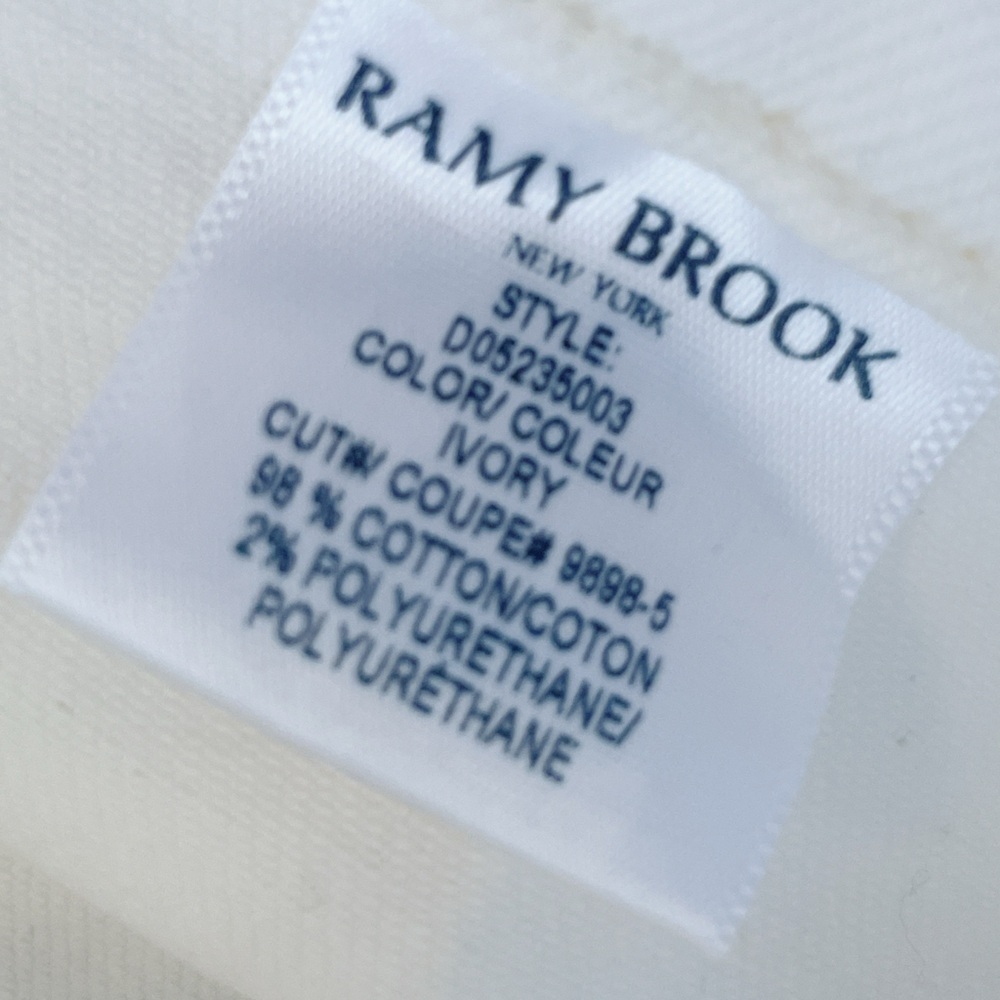 RAMY BROOK
NEW YORK
STYLE:
D05235003
COLOR/ COLEUR
IVORY
CUT#/ COUPE# 9898-5
98 % COTTON/COTON
2% POLYURETHANE/
POLYURÉTHANE